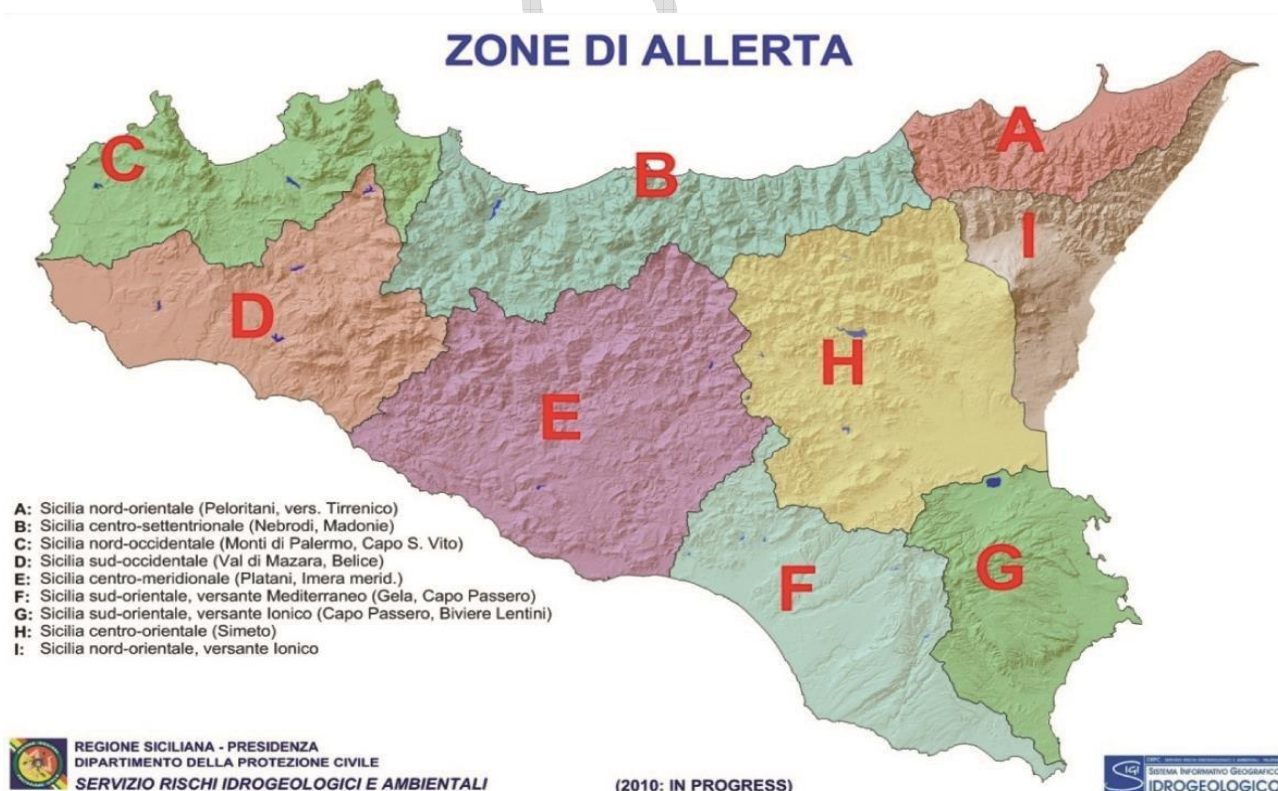 ZONE DI ALLERTA
C
B
A
I
D
H
E
G
F
A: Sicilia nord-orientale (Peloritani, vers. Tirrenico)
B: Sicilia centro-settentrionale (Nebrodi, Madonie)
C: Sicilia nord-occidentale (Monti di Palermo, Capo S. Vito)
D: Sicilia sud-occidentale (Val di Mazara, Belice)
E: Sicilia centro-meridionale (Platani, Imera merid.)
F: Sicilia sud-orientale, versante Mediterraneo (Gela, Capo Passero)
G: Sicilia sud-orientale, versante Ionico (Capo Passero, Biviere Lentini)
H: Sicilia centro-orientale (Simeto)
I: Sicilia nord-orientale, versante Ionico
REGIONE SICILIANA - PRESIDENZA
DIPARTIMENTO DELLA PROTEZIONE CIVILE
SERVIZIO RISCHI IDROGEOLOGICI E AMBIENTALI
(2010: IN PROGRESS)
SIGI
SISTEMA INFORMATIVO GEOGRAFICO
IDROGEOLOGICO